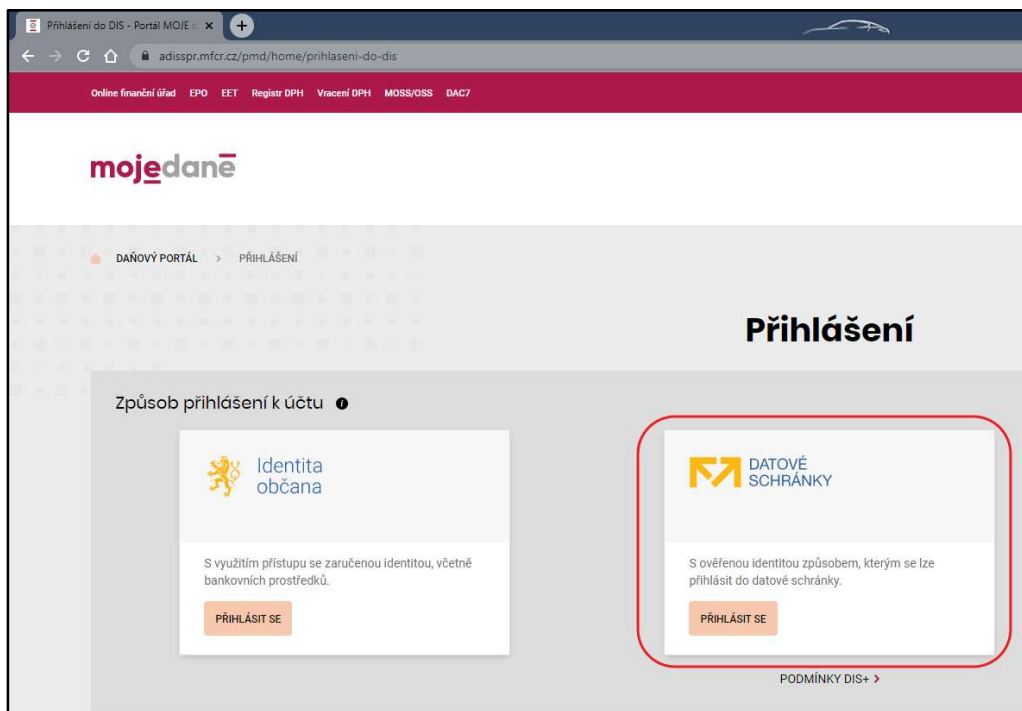 Přihlášení do DIS - Portál MOJE
adisspr.mfcr.cz/pmd/home/prihlaseni-do-dis
Online finanční úřad EPO EET Registr DPH Vracení DPH MOSS/OSS DAC7
mojedaně
DAŇOVÝ PORTÁL > PŘIHLÁŠENÍ
Přihlášení
Způsob přihlášení k účtu
Identita
občana
S využitím přístupu se zaručenou identitou, včetně
bankovních prostředků.
PŘIHLÁSIT SE
DATOVÉ
SCHRÁNKY
S ověřenou identitou způsobem, kterým se lze
přihlásit do datové schránky.
PŘIHLÁSIT SE
PODMÍNKY DIS+ >